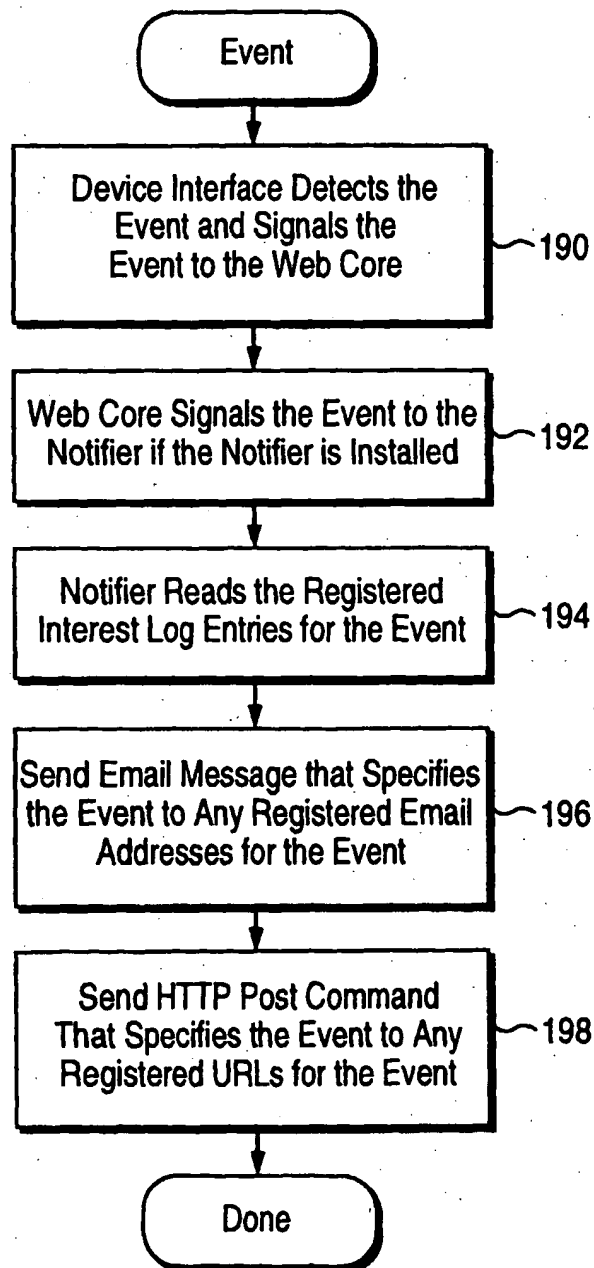 Event
Device Interface Detects the
Event and Signals the
Event to the Web Core
190
Web Core Signals the Event to the
Notifier if the Notifier is Installed
192
Notifier Reads the Registered
Interest Log Entries for the Event
194
Send Email Message that Specifies
the Event to Any Registered Email
Addresses for the Event
196
Send HTTP Post Command
That Specifies the Event to Any
Registered URLs for the Event
198
Done